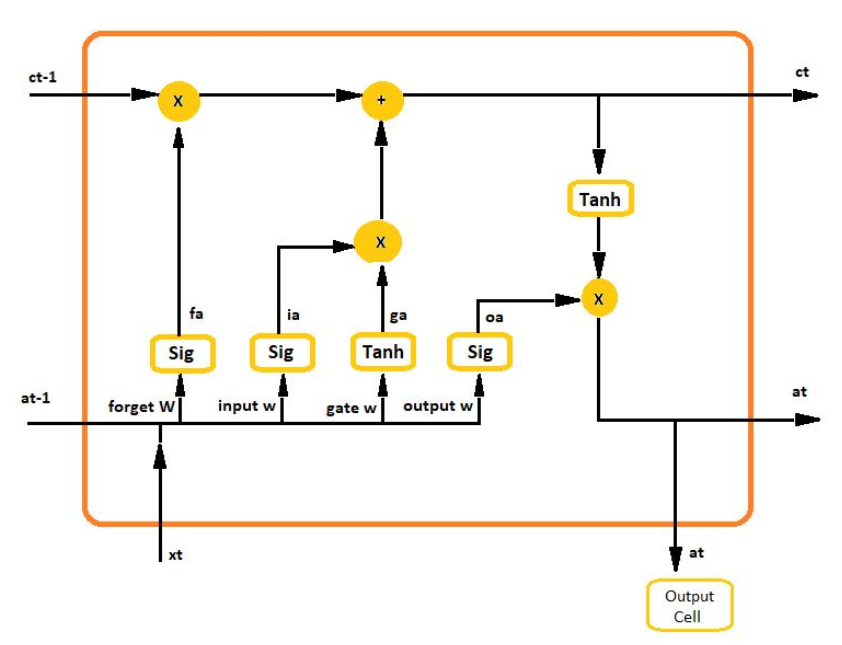 ct-1
ct
X
+
Tanh
X
X
fa
ia
ga
oa
Sig
Sig
Tanh
Sig
at-1
at
forget W
input w
gate w
output w
xt
at
Output
Cell